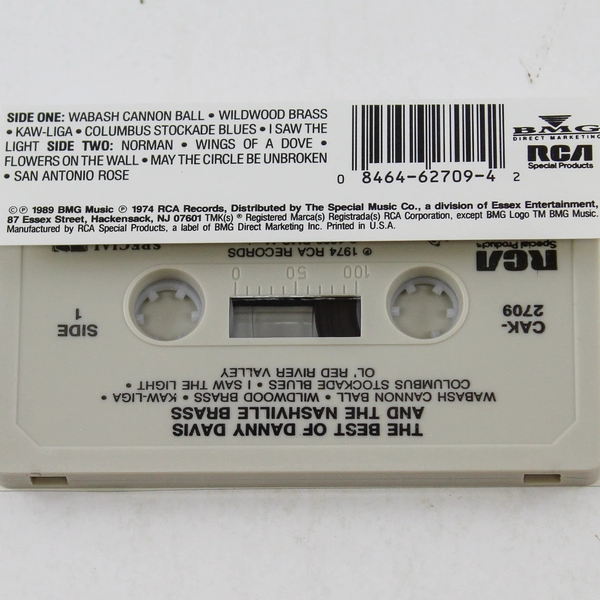 SIDE ONE: WABASH CANNON BALL • WILDWOOD BRASS
• KAW-LIGA • COLUMBUS STOCKADE BLUES • I SAW THE
LIGHT SIDE TWO: NORMAN • WINGS OF A DOVE •
FLOWERS ON THE WALL • MAY THE CIRCLE BE UNBROKEN
• SAN ANTONIO ROSE
0 8464-62709-4 2
BMG
DIRECT MARKETING
RCA
Special Products
© ℗ 1989 BMG Music ℗ 1974 RCA Records, Distributed by The Special Music Co., a division of Essex Entertainment,
87 Essex Street, Hackensack, NJ 07601 TMK(s) ® Registered Marca(s) Registrada(s) RCA Corporation, except BMG Logo TM BMG Music.
Manufactured by RCA Special Products, a label of BMG Direct Marketing Inc. Printed in U.S.A.
THE BEST OF DANNY DAVIS
AND THE NASHVILLE BRASS
WABASH CANNON BALL • WILDWOOD BRASS • KAW-LIGA •
COLUMBUS STOCKADE BLUES • I SAW THE LIGHT •
OL' RED RIVER VALLEY
CAK-
2709
SIDE
1
100 50 0
RCA
Special Products
℗ 1974 RCA RECORDS
SPECIAL